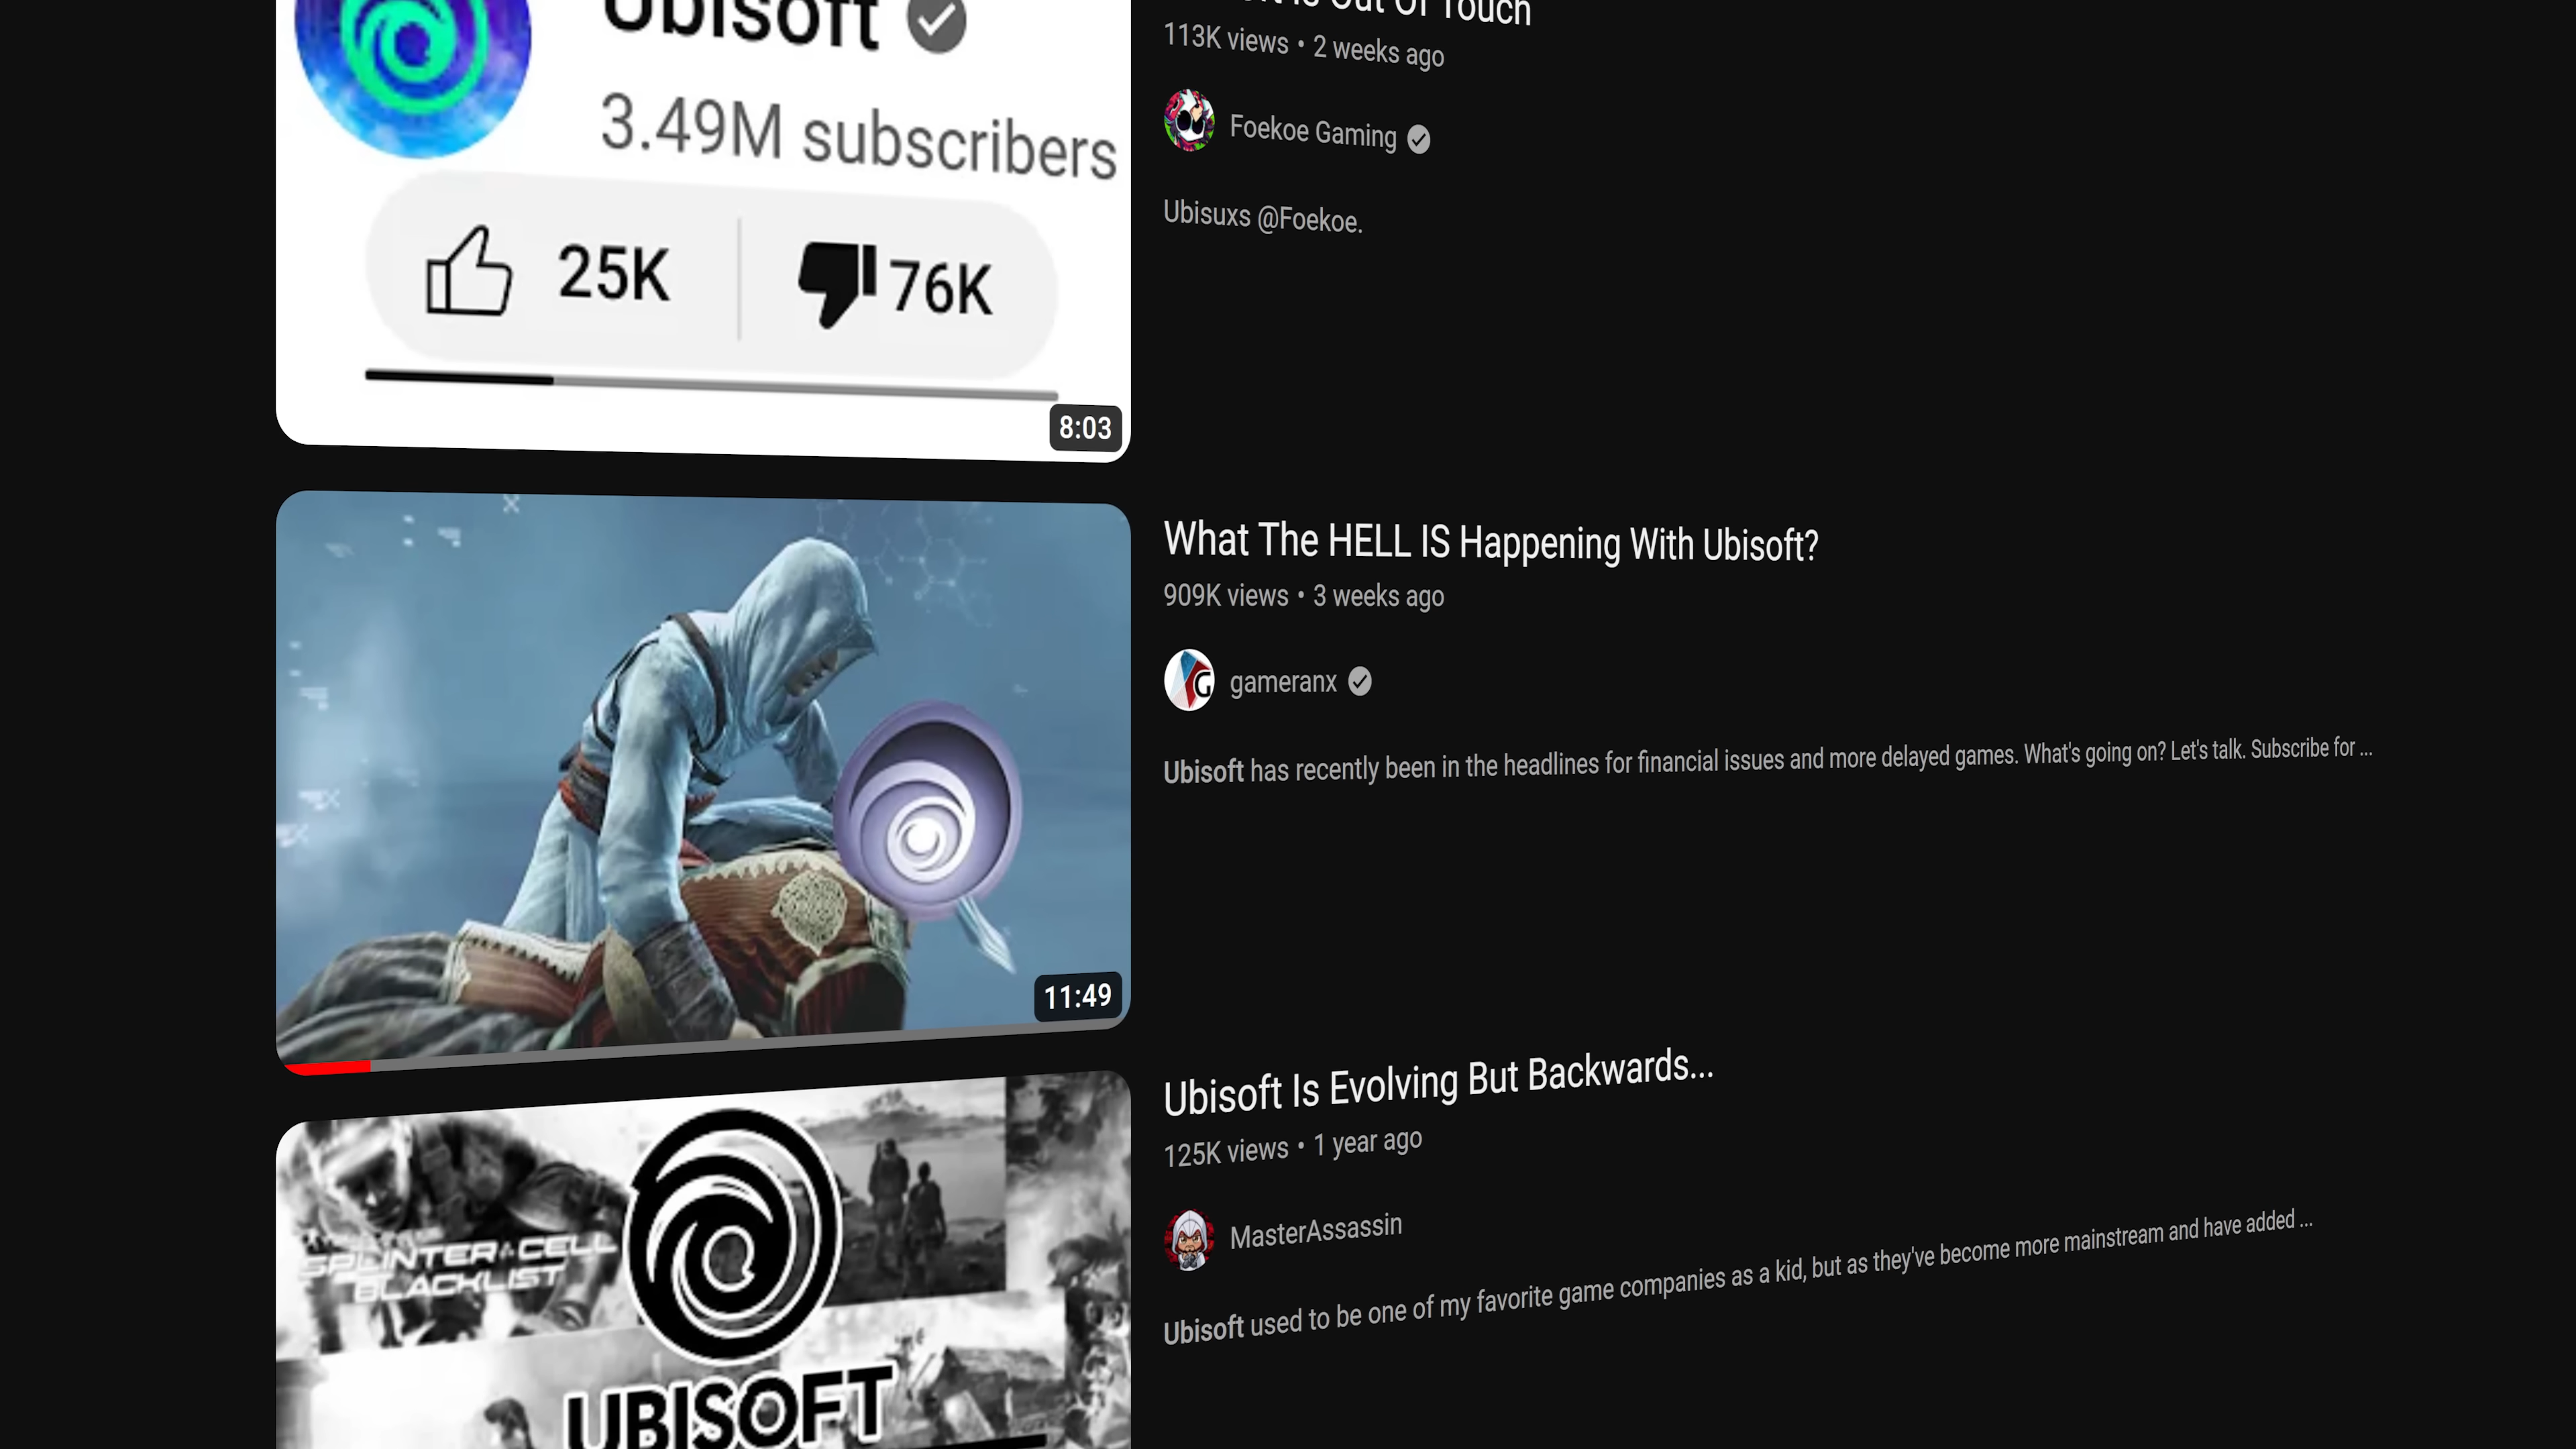 Ubisoft
3.49M subscribers
25K
76K
8:03
Is Out Of Touch
113K views • 2 weeks ago
Foekoe Gaming
Ubisuxs @Foekoe.
11:49
What The HELL IS Happening With Ubisoft?
909K views • 3 weeks ago
G
gameranx
Ubisoft has recently been in the headlines for financial issues and more delayed games. What's going on? Let's talk. Subscribe for ...
SPLINTER CELL
BLACKLIST
UBISOFT
Ubisoft Is Evolving But Backwards...
125K views • 1 year ago
MasterAssassin
Ubisoft used to be one of my favorite game companies as a kid, but as they've become more mainstream and have added ...